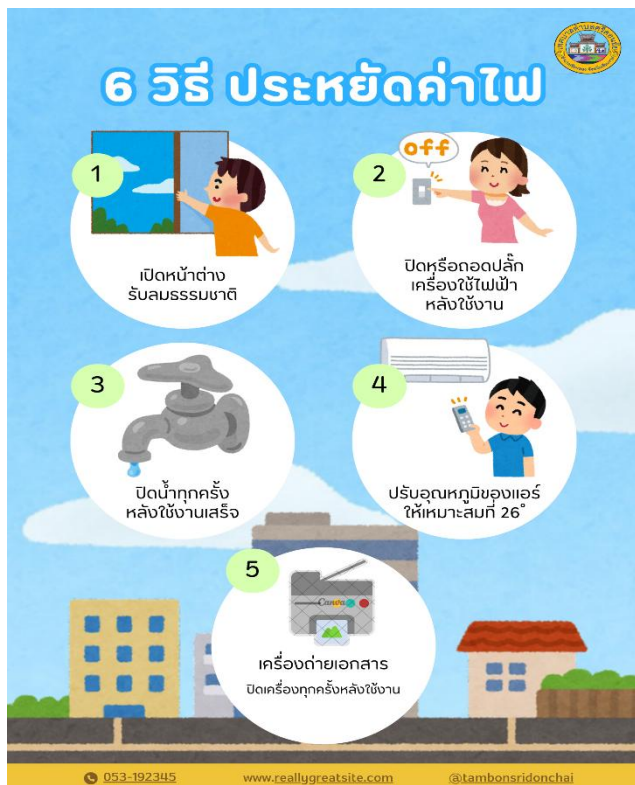 6 วิธี ประหยัดค่าไฟ
1
เปิดหน้าต่าง
รับลมธรรมชาติ
2
off
ปิดหรือถอดปลั๊ก
เครื่องใช้ไฟฟ้า
หลังใช้งาน
3
ปิดน้ำทุกครั้ง
หลังใช้งานเสร็จ
4
ปรับอุณหภูมิของแอร์
ให้เหมาะสมที่ 26°
5
Canva
เครื่องถ่ายเอกสาร
ปิดเครื่องทุกครั้งหลังใช้งาน
053-192345
www.reallygreatsite.com
@tambonsridonchai